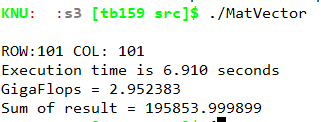 KNU: :s3 [tb159 src]$ ./MatVector
ROW:101 COL: 101
Execution time is 6.910 seconds
GigaFlops = 2.952383
Sum of result = 195853.999899